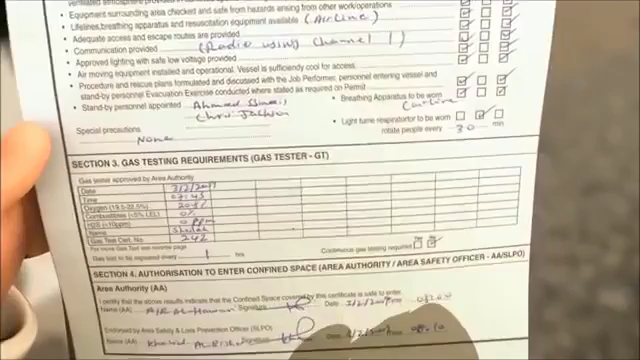 Equipment surrounding area checked and safe from hazards arising from other work/operations
Lifelines, breathing apparatus and resuscitation equipment available (Airline)
Adequate access and escape routes are provided
Communication provided (Radio using Channel 1)
Approved lighting with safe low voltage provided
Air moving equipment installed and operational. Vessel is sufficiently cool for access.
Procedure and rescue plans formulated and discussed with the Job Performer, personnel entering vessel and
stand-by personnel Evacuation Exercise conducted where stated as required on Permit
Stand-by personnel appointed Ahmed
Chris Jackson
Breathing Apparatus to be worn
Light fume respirator to be worn
rotate people every 30 min
Special precautions None
SECTION 3. GAS TESTING REQUIREMENTS (GAS TESTER - GT)
Gas tester approved by Area Authority
Date
Time 07:45
Oxygen (19.5-22.5%) 20.8%
Combustibles (<5% LEL) 0%
H2S (<10ppm) 0 ppm
Name
Gas Test Cert. No. 242
For more Gas Test use reverse page
Gas test to be repeated every 1 hrs
Continuous gas testing required
SECTION 4. AUTHORISATION TO ENTER CONFINED SPACE (AREA AUTHORITY / AREA SAFETY OFFICER - AA/SLPO)
Area Authority (AA)
I certify that the above results indicate that the Confined Space covered by this certificate is safe to enter.
Name (AA) Signature Date Time
Endorsed by Area Safety & Loss Prevention Officer (SLPO)
Name (AA) Khalid Signature